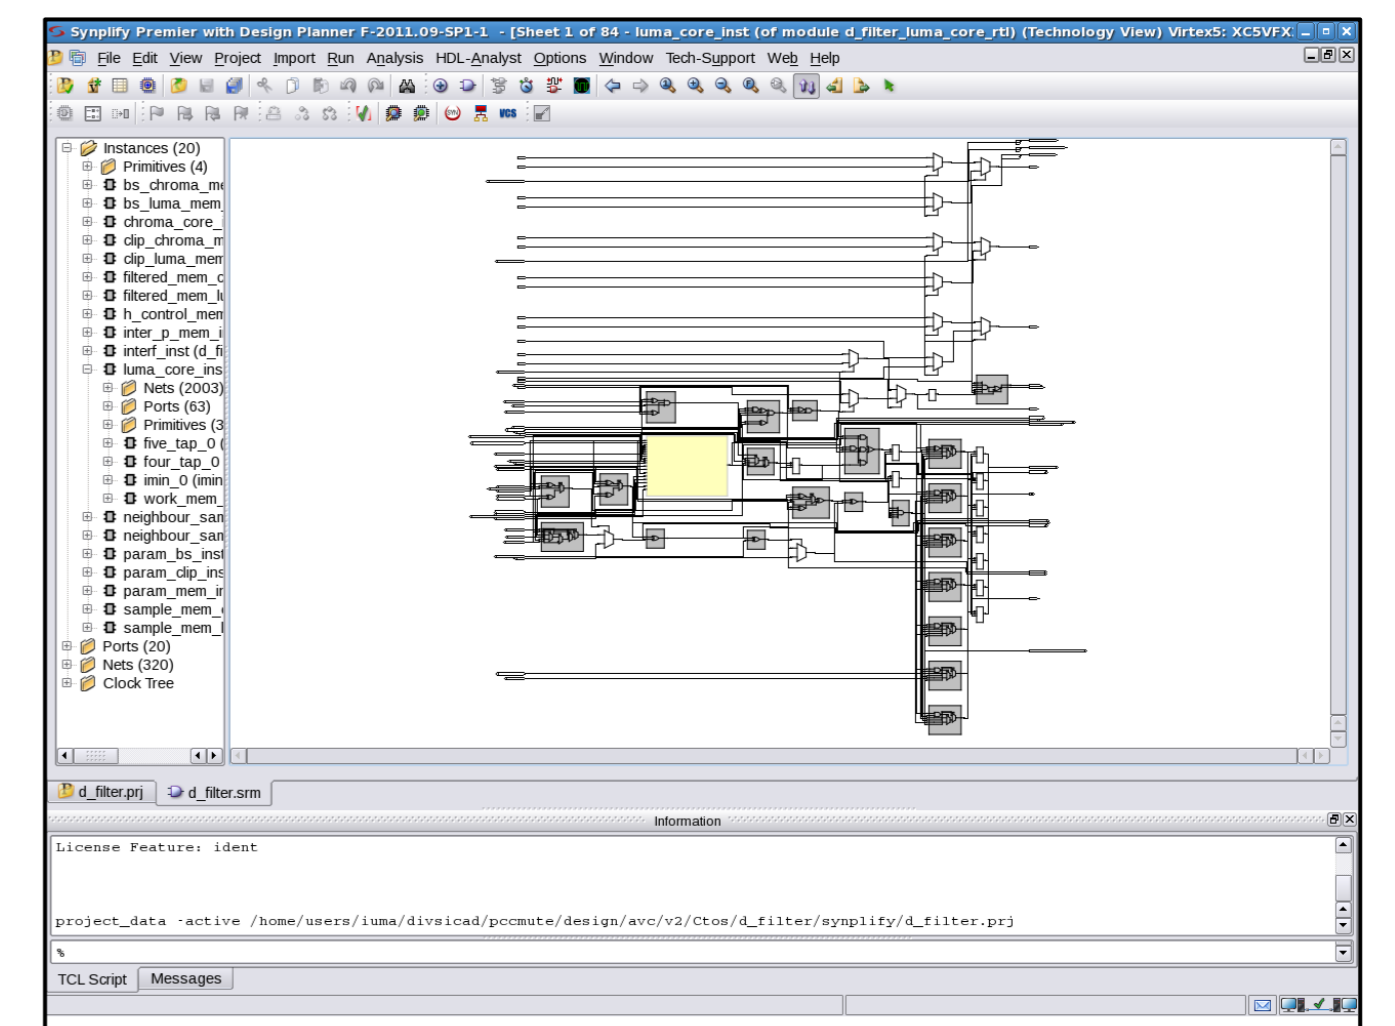 Synplify Premier with Design Planner F-2011.09-SP1-1 - [Sheet 1 of 84 - luma_core_inst (of module d_filter_luma_core_rtl) (Technology View) Virtex5: XC5VFX
File Edit View Project Import Run Analysis HDL-Analyst Options Window Tech-Support Web Help
VCS
Instances (20)
Primitives (4)
bs_chroma_me
bs_luma_mem_
chroma_core_
clip_chroma_m
clip_luma_mem
filtered_mem_c
filtered_mem_lu
h_control_mem
inter_p_mem_i
interf_inst (d_fi
luma_core_ins
Nets (2003)
Ports (63)
Primitives (3
five_tap_0 (
four_tap_0
imin_0 (imin
work_mem_
neighbour_san
neighbour_san
param_bs_inst
param_clip_ins
param_mem_in
sample_mem_
sample_mem_l
Ports (20)
Nets (320)
Clock Tree
d_filter.prj d_filter.srm
Information
License Feature: ident
project_data -active /home/users/iuma/divsicad/pccmute/design/avc/v2/Ctos/d_filter/synplify/d_filter.prj
%
TCL Script Messages